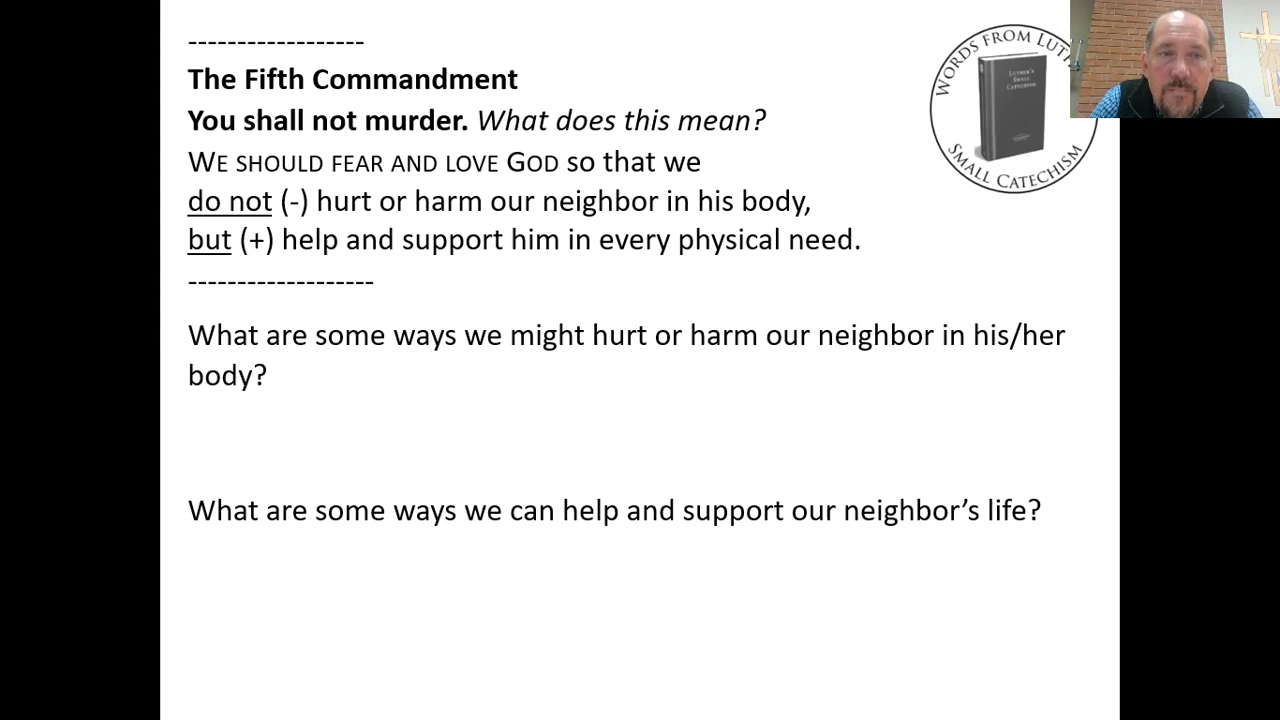 ------------------
The Fifth Commandment
You shall not murder. What does this mean?
WE SHOULD FEAR AND LOVE GOD so that we
do not (-) hurt or harm our neighbor in his body,
but (+) help and support him in every physical need.
-------------------
What are some ways we might hurt or harm our neighbor in his/her
body?
What are some ways we can help and support our neighbor’s life?
WORDS FROM
LUTHER'S
SMALL
CATECHISM
SMALL CATECHISM